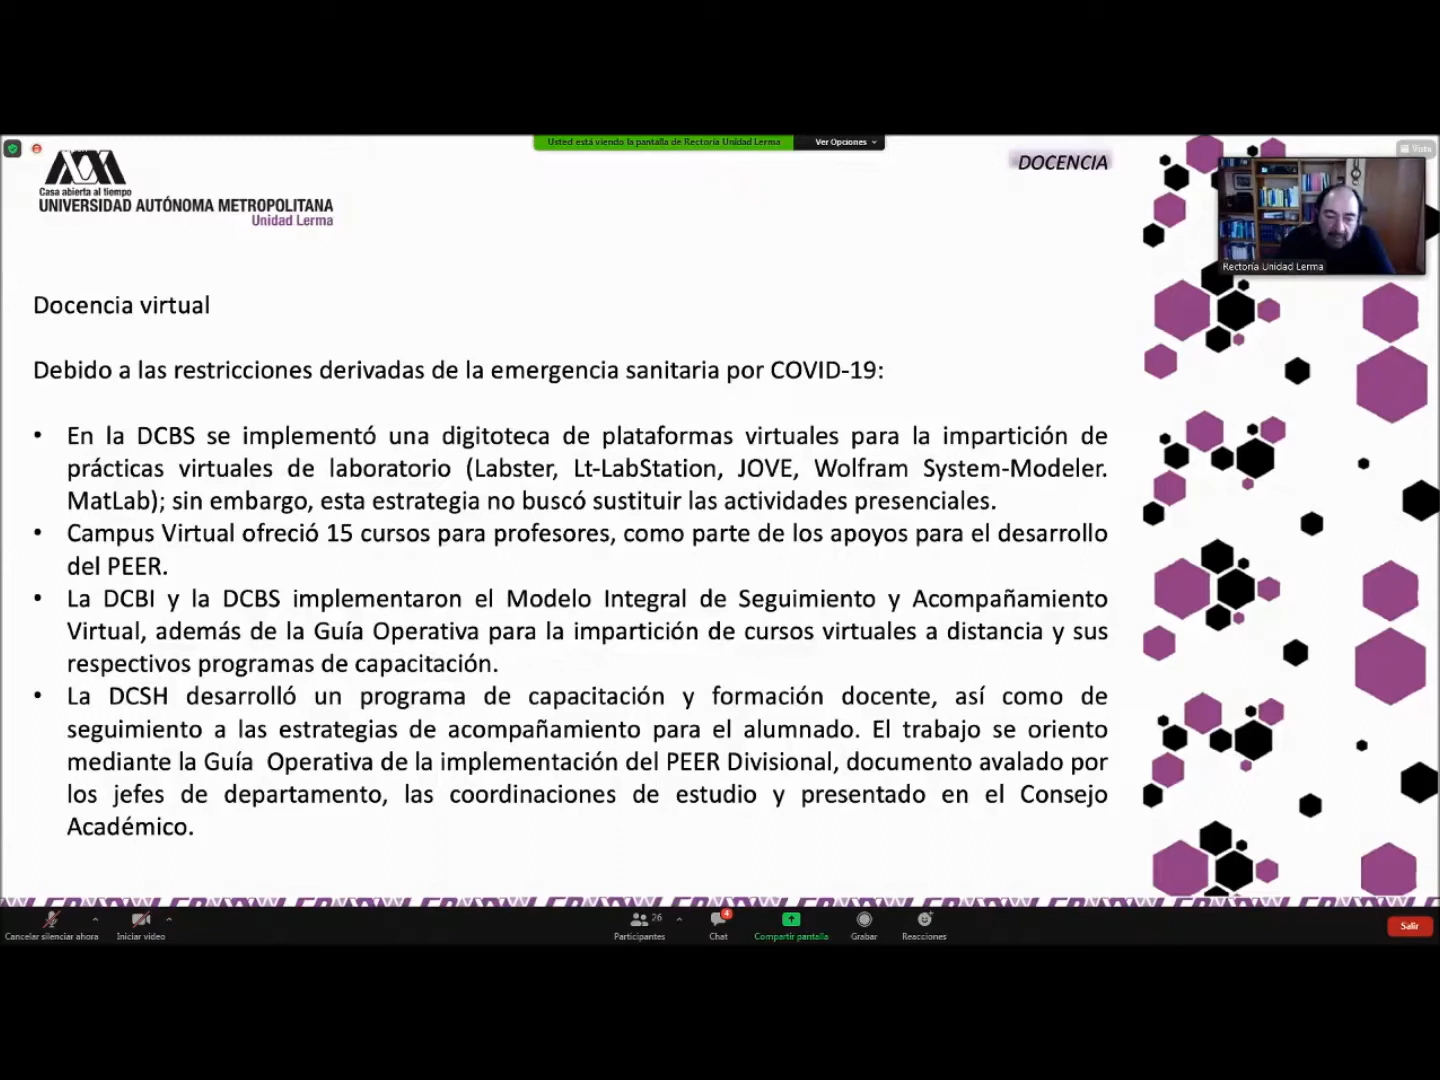 Usted está viendo la pantalla de Rectoría Unidad Lerma
Ver Opciones
Vista
Casa abierta al tiempo
UNIVERSIDAD AUTÓNOMA METROPOLITANA
Unidad Lerma
DOCENCIA
Rectoría Unidad Lerma
Docencia virtual
Debido a las restricciones derivadas de la emergencia sanitaria por COVID-19:
• En la DCBS se implementó una digitoteca de plataformas virtuales para la impartición de
prácticas virtuales de laboratorio (Labster, Lt-LabStation, JOVE, Wolfram System-Modeler.
MatLab); sin embargo, esta estrategia no buscó sustituir las actividades presenciales.
• Campus Virtual ofreció 15 cursos para profesores, como parte de los apoyos para el desarrollo
del PEER.
• La DCBI y la DCBS implementaron el Modelo Integral de Seguimiento y Acompañamiento
Virtual, además de la Guía Operativa para la impartición de cursos virtuales a distancia y sus
respectivos programas de capacitación.
• La DCSH desarrolló un programa de capacitación y formación docente, así como de
seguimiento a las estrategias de acompañamiento para el alumnado. El trabajo se oriento
mediante la Guía Operativa de la implementación del PEER Divisional, documento avalado por
los jefes de departamento, las coordinaciones de estudio y presentado en el Consejo
Académico.
Cancelar silenciar ahora
Iniciar video
26
Participantes
4
Chat
Compartir pantalla
Grabar
Reacciones
Salir